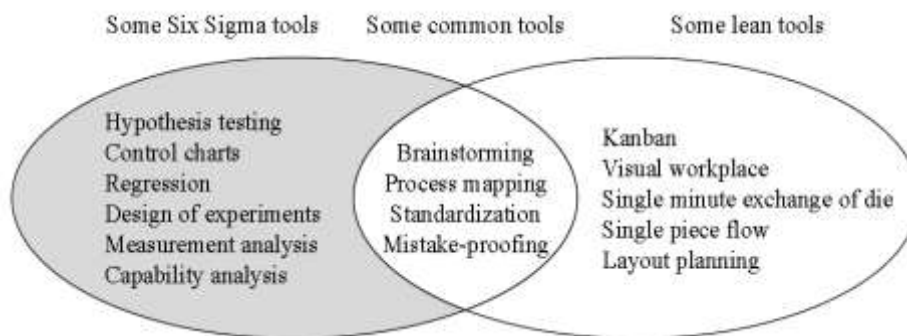 Some Six Sigma tools
Some common tools
Some lean tools
Hypothesis testing
Control charts
Regression
Design of experiments
Measurement analysis
Capability analysis
Brainstorming
Process mapping
Standardization
Mistake-proofing
Kanban
Visual workplace
Single minute exchange of die
Single piece flow
Layout planning